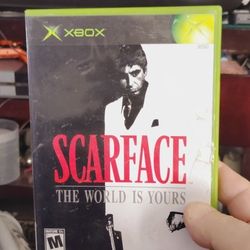 XBOX
SCARFACE
THE WORLD IS YOURS
M